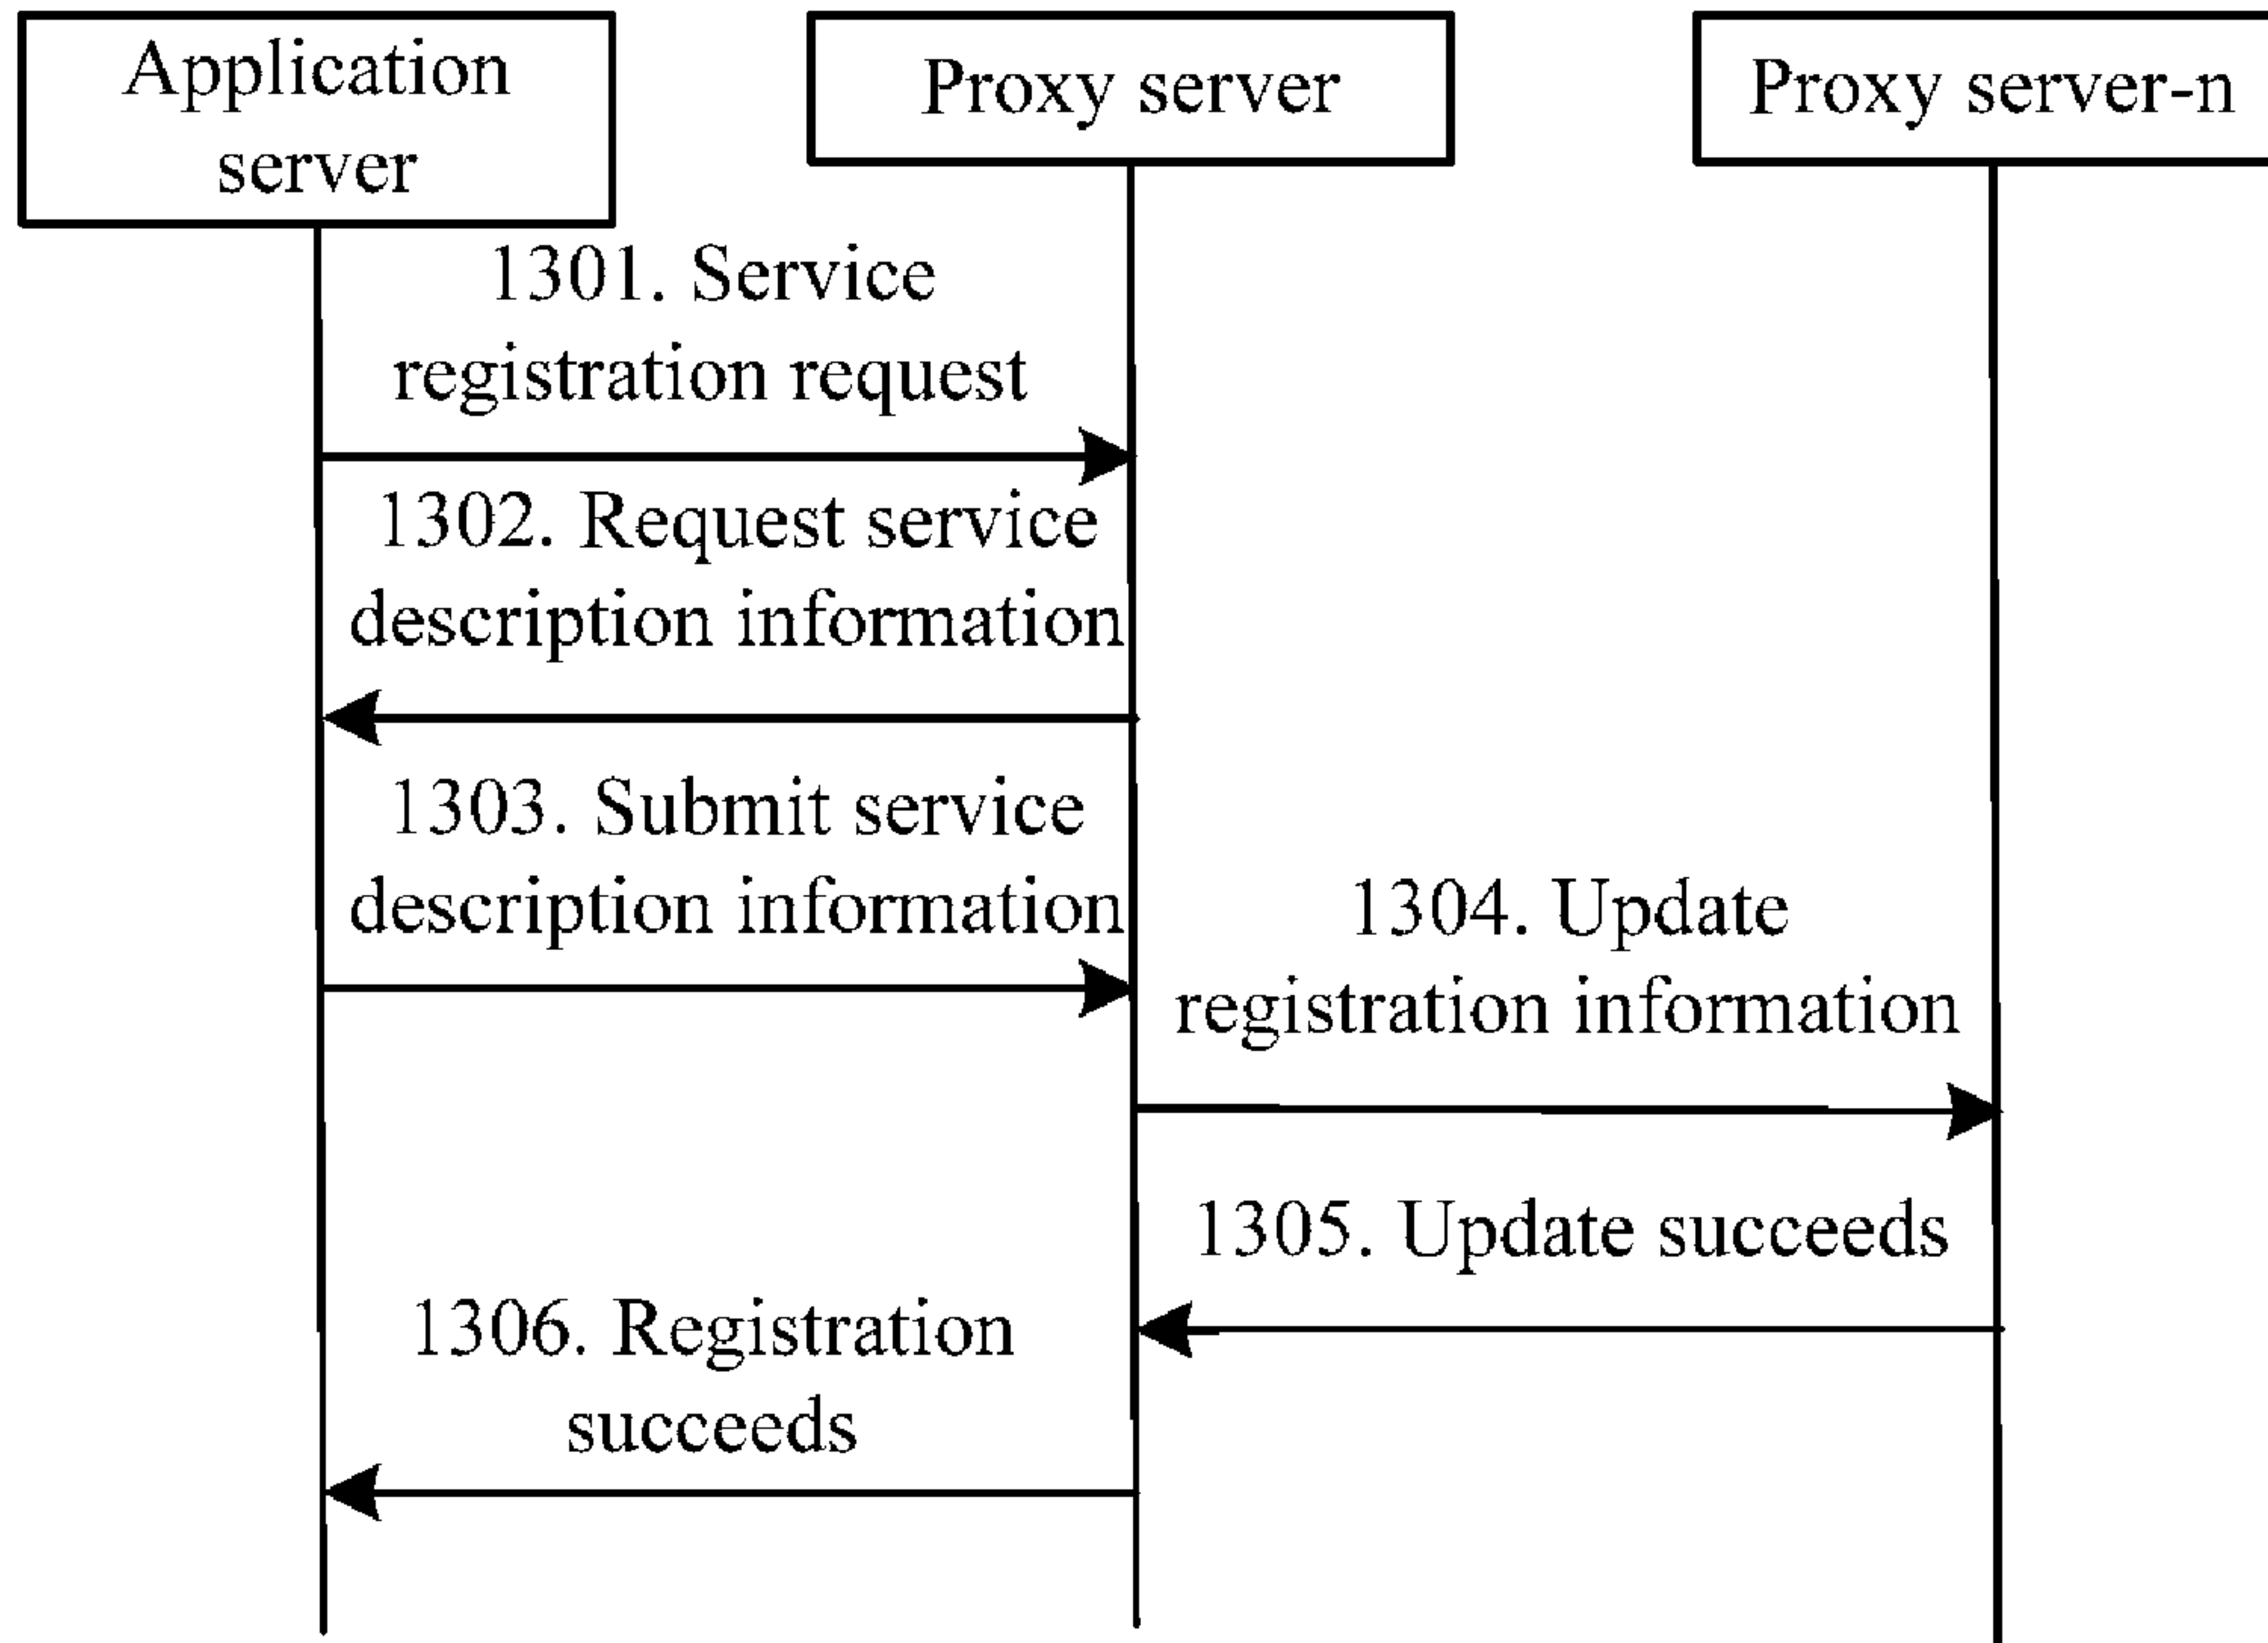 Application
server
Proxy server
Proxy server-n
1301. Service
registration request
1302. Request service
description information
1303. Submit service
description information
1304. Update
registration information
1305. Update succeeds
1306. Registration
succeeds